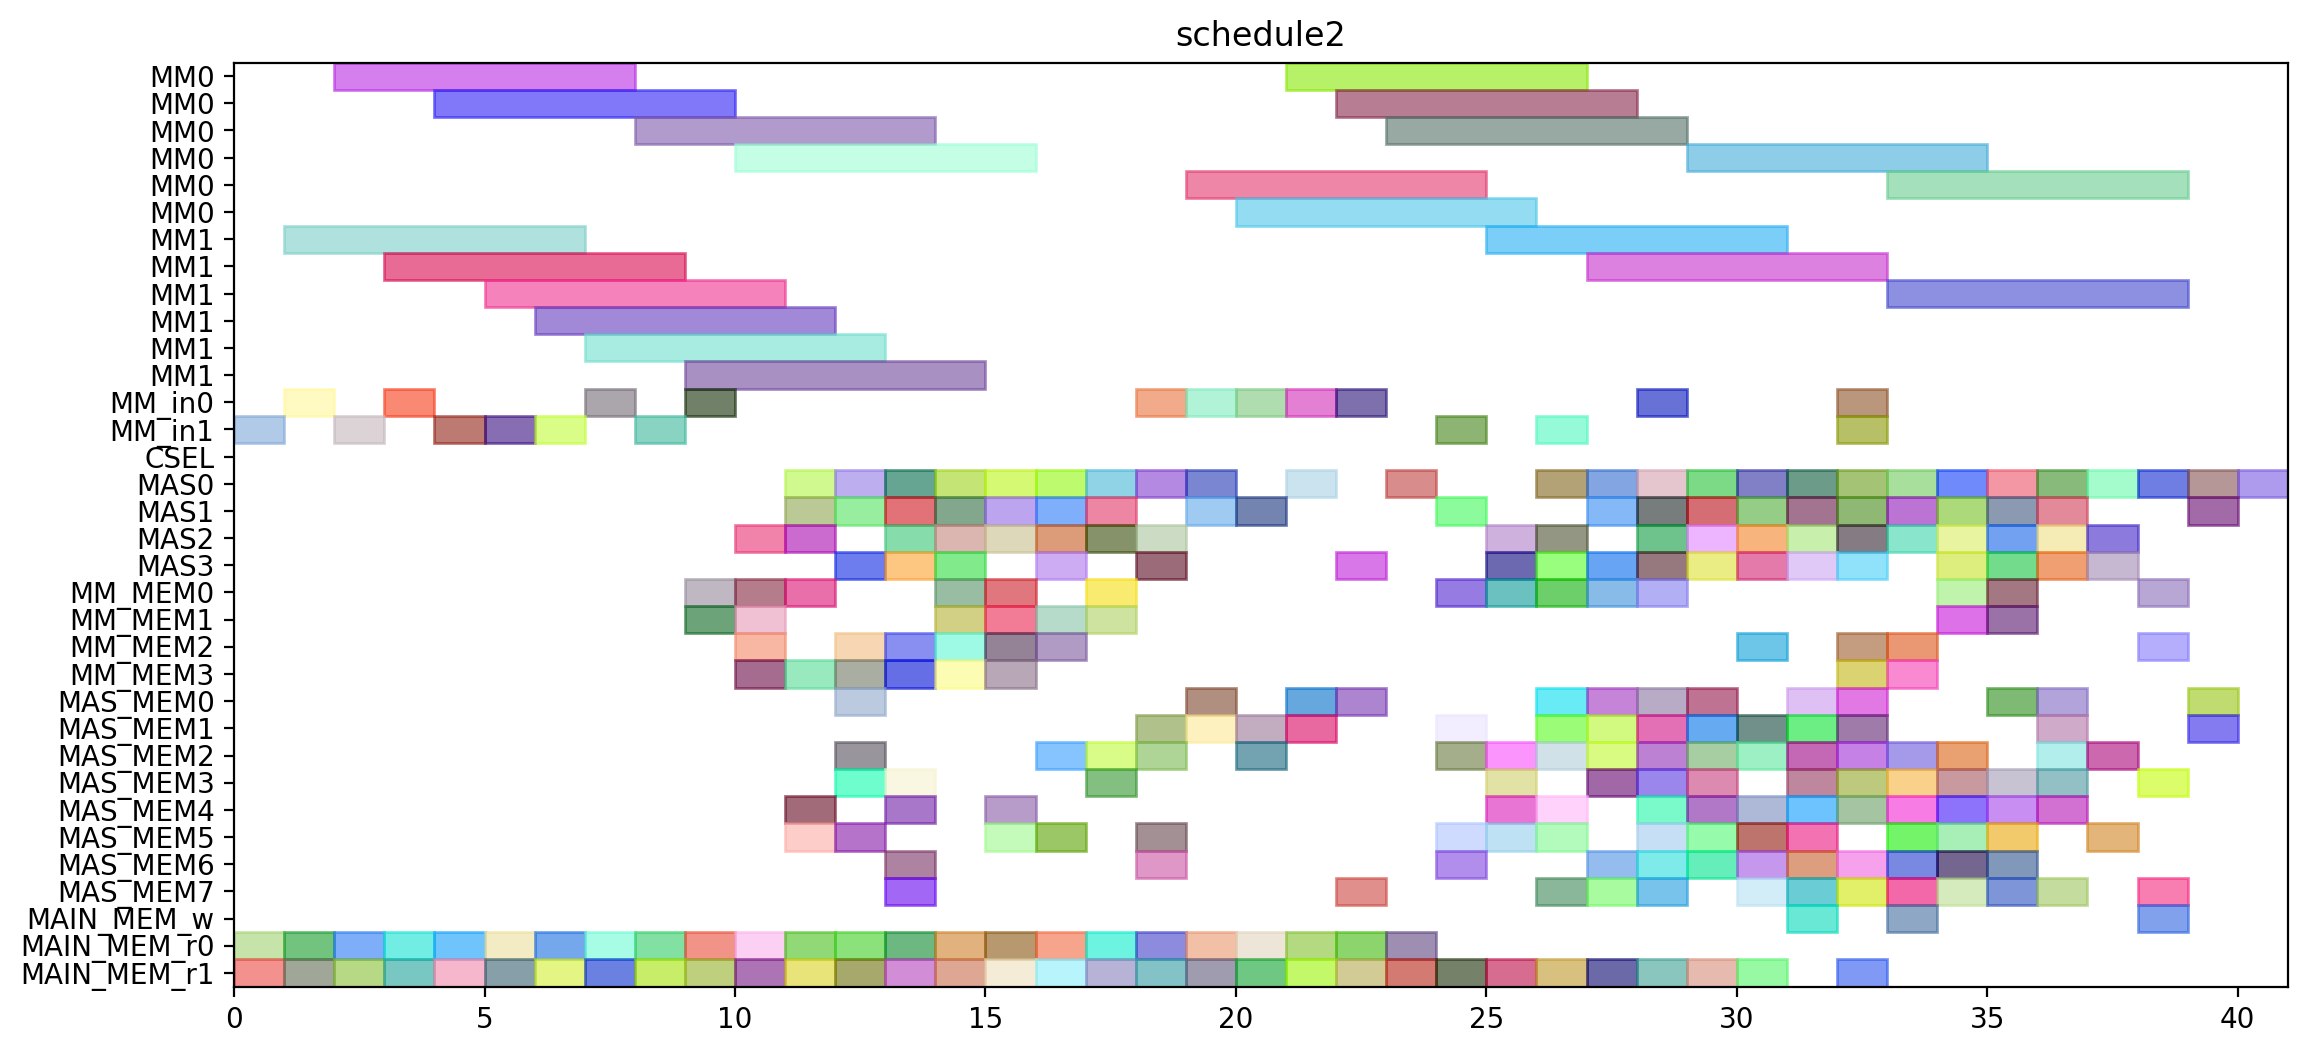 schedule2
MM0
MM0
MM0
MM0
MM0
MM0
MM1
MM1
MM1
MM1
MM1
MM1
MM_in0
MM_in1
CSEL
MAS0
MAS1
MAS2
MAS3
MM_MEM0
MM_MEM1
MM_MEM2
MM_MEM3
MAS_MEM0
MAS_MEM1
MAS_MEM2
MAS_MEM3
MAS_MEM4
MAS_MEM5
MAS_MEM6
MAS_MEM7
MAIN_MEM_w
MAIN_MEM_r0
MAIN_MEM_r1
0 5 10 15 20 25 30 35 40